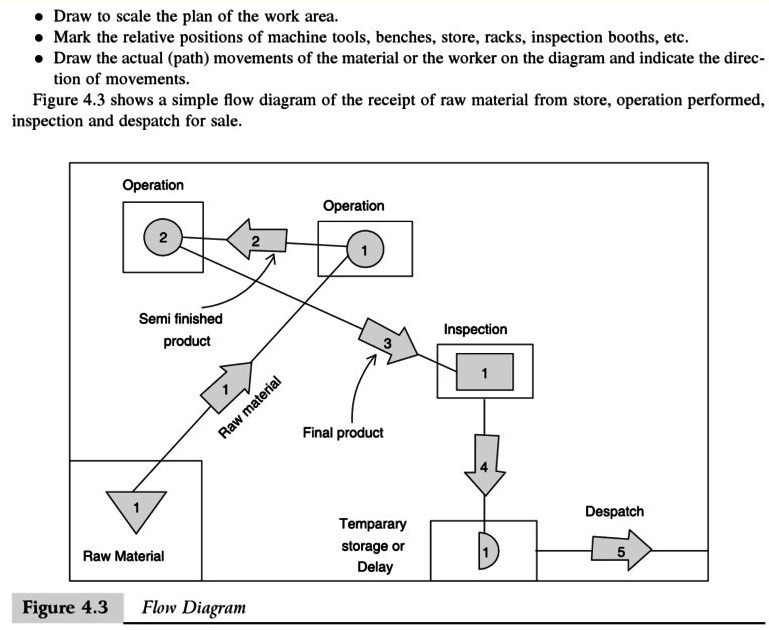 • Draw to scale the plan of the work area.
• Mark the relative positions of machine tools, benches, store, racks, inspection booths, etc.
• Draw the actual (path) movements of the material or the worker on the diagram and indicate the direc-
tion of movements.
Figure 4.3 shows a simple flow diagram of the receipt of raw material from store, operation performed,
inspection and despatch for sale.
Operation
Operation
2
2
1
Semi finished
product
3
Inspection
1
1
Raw material
Final product
4
1
Raw Material
Temparary
storage or
Delay
1
Despatch
5
Figure 4.3 Flow Diagram